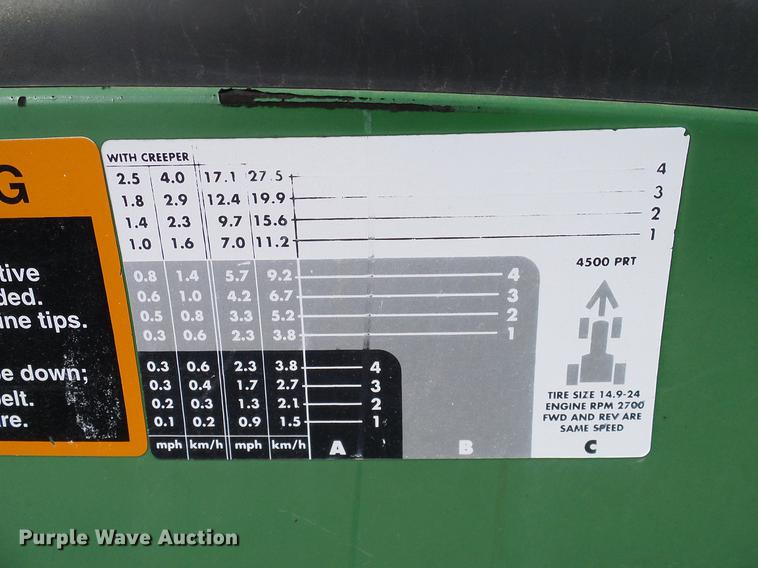 G
tive
ded.
ine tips.
e down;
elt.
re.
WITH CREEPER
2.5 4.0 17.1 27.5 4
1.8 2.9 12.4 19.9 3
1.4 2.3 9.7 15.6 2
1.0 1.6 7.0 11.2 1
0.8 1.4 5.7 9.2 4
0.6 1.0 4.2 6.7 3
0.5 0.8 3.3 5.2 2
0.3 0.6 2.3 3.8 1
0.3 0.6 2.3 3.8 4
0.3 0.4 1.7 2.7 3
0.2 0.3 1.3 2.1 2
0.1 0.2 0.9 1.5 1
mph km/h mph km/h A B C
4500 PRT
TIRE SIZE 14.9-24
ENGINE RPM 2700
FWD AND REV ARE
SAME SPEED
Purple Wave Auction